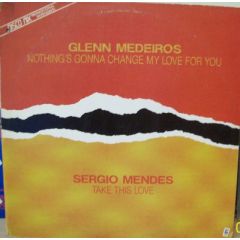 GLENN MEDEIROS
NOTHING'S GONNA CHANGE MY LOVE FOR YOU
SERGIO MENDES
TAKE THIS LOVE